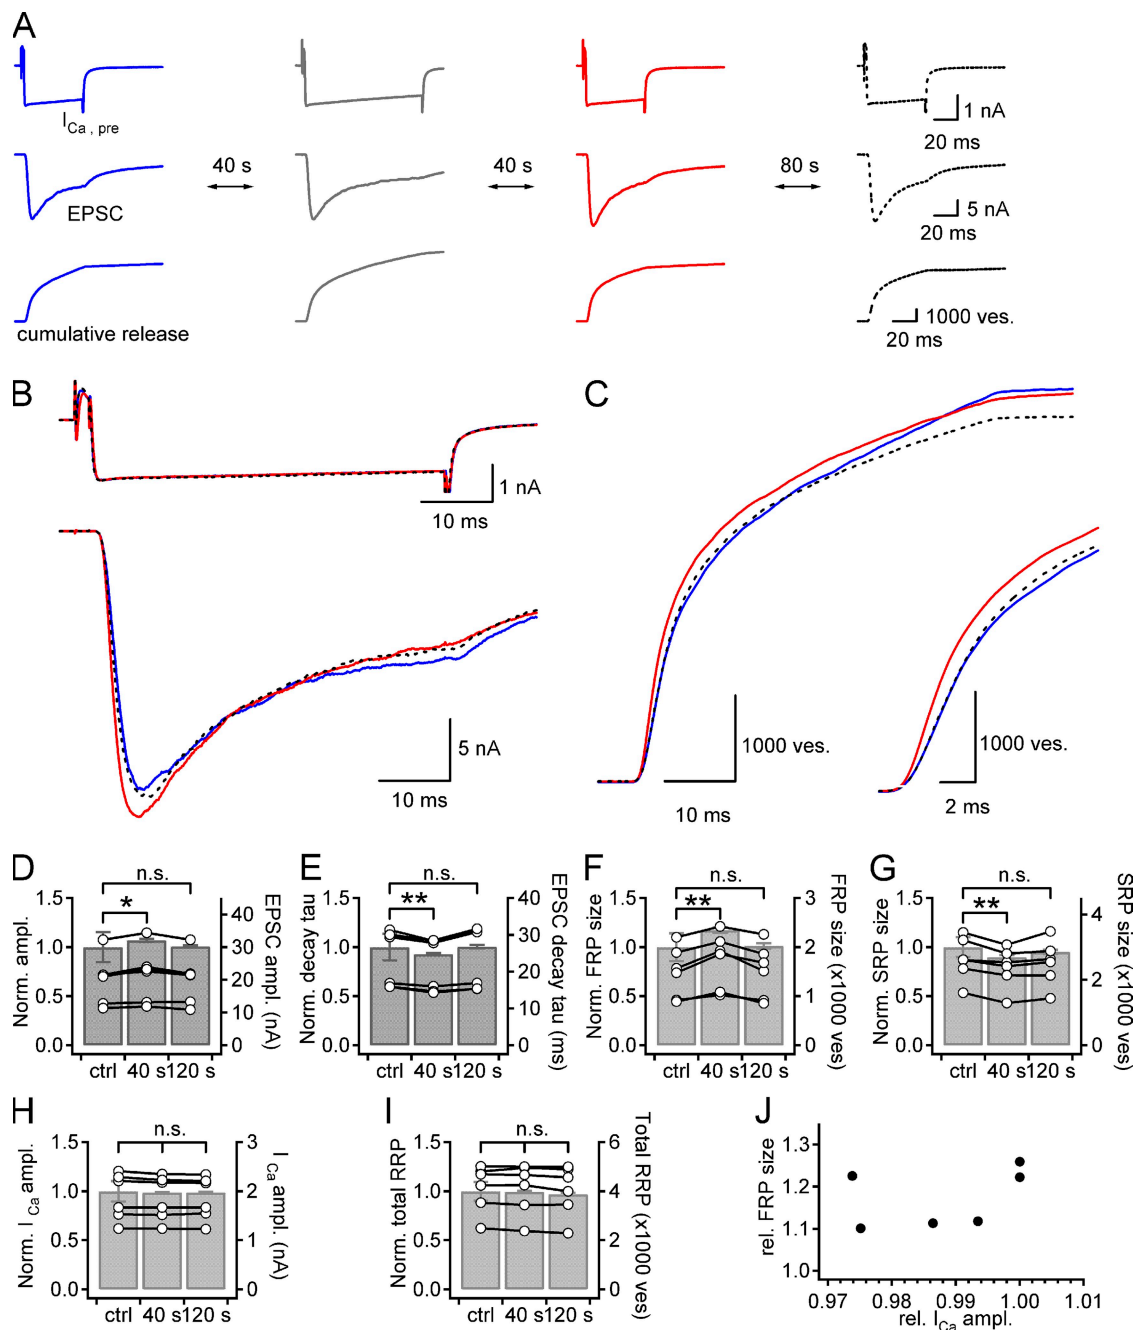 A
I Ca , pre
40 s
40 s
80 s
1 nA
20 ms
EPSC
5 nA
20 ms
cumulative release
1000 ves.
20 ms
B
1 nA
10 ms
5 nA
10 ms
C
1000 ves.
10 ms
1000 ves.
2 ms
D
n.s.
*
Norm. ampl.
1.5
1.0
0.5
0.0
40
30
20
10
0
EPSC ampl. (nA)
ctrl 40 s 120 s
E
n.s.
**
Norm. decay tau
1.5
1.0
0.5
0.0
40
30
20
10
0
EPSC decay tau (ms)
ctrl 40 s 120 s
F
n.s.
**
Norm. FRP size
1.5
1.0
0.5
0.0
3
2
1
0
FRP size (x1000 ves)
ctrl 40 s 120 s
G
n.s.
**
Norm. SRP size
1.5
1.0
0.5
0.0
4
2
0
SRP size (x1000 ves)
ctrl 40 s 120 s
H
n.s.
Norm. I Ca ampl.
1.5
1.0
0.5
0.0
3
2
1
0
I Ca ampl. (nA)
ctrl 40 s 120 s
I
n.s.
Norm. total RRP
1.5
1.0
0.5
0.0
6
4
2
0
Total RRP (x1000 ves)
ctrl 40 s 120 s
J
rel. FRP size
1.3
1.2
1.1
1.0
0.97 0.98 0.99 1.00 1.01
rel. I Ca ampl.